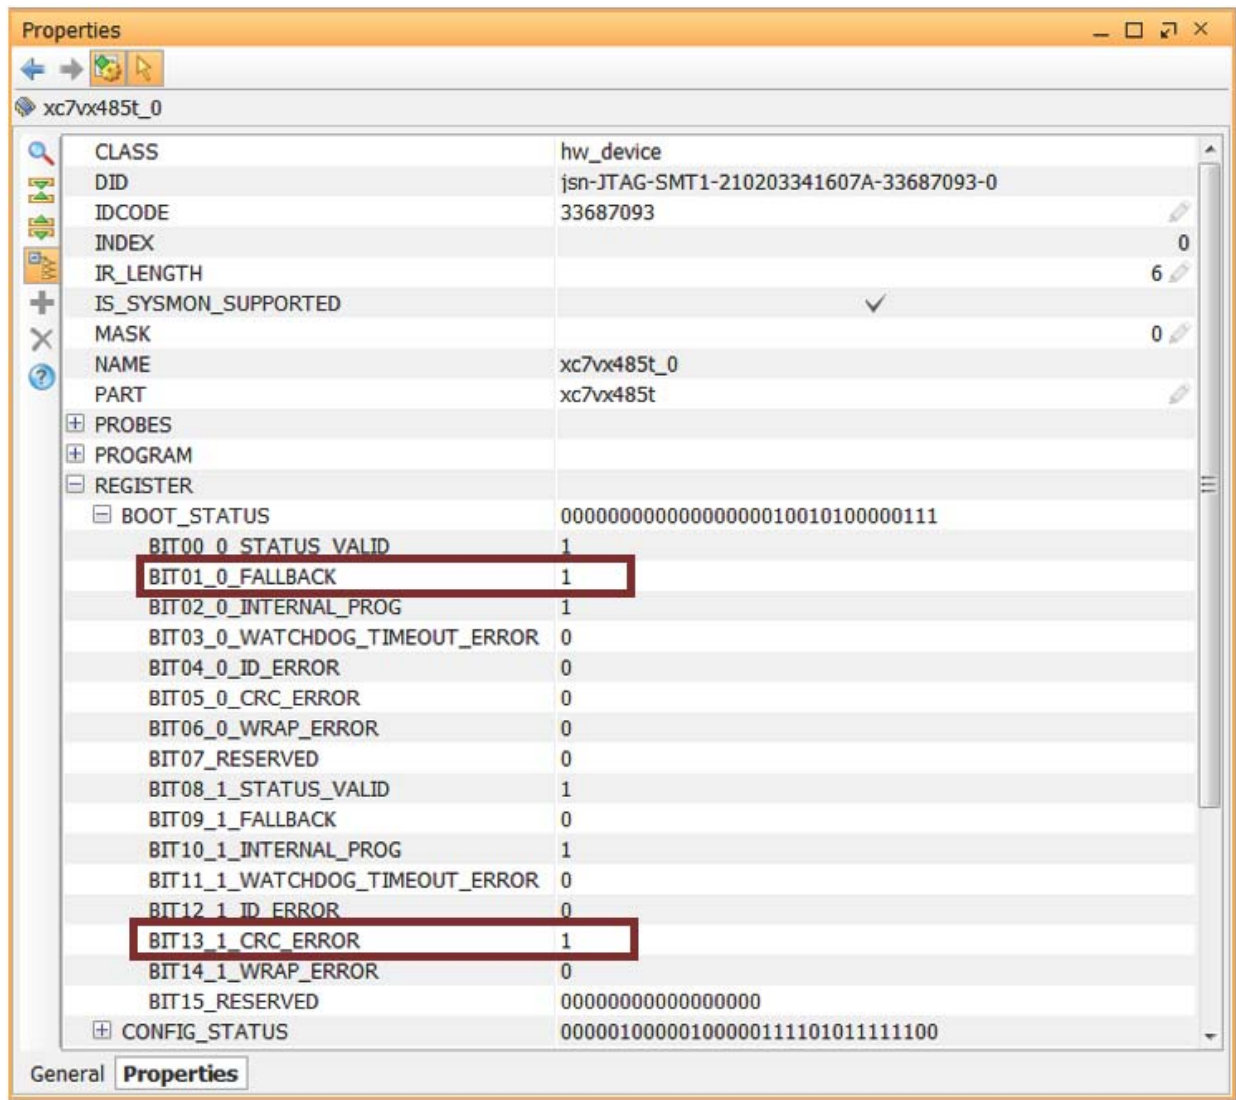 Properties
xc7vx485t_0
CLASS hw_device
DID jsn-JTAG-SMT1-210203341607A-33687093-0
IDCODE 33687093
INDEX 0
IR_LENGTH 6
IS_SYSMON_SUPPORTED
MASK 0
NAME xc7vx485t_0
PART xc7vx485t
PROBES
PROGRAM
REGISTER
BOOT_STATUS 00000000000000000010010100000111
BIT00_0_STATUS_VALID 1
BIT01_0_FALLBACK 1
BIT02_0_INTERNAL_PROG 1
BIT03_0_WATCHDOG_TIMEOUT_ERROR 0
BIT04_0_ID_ERROR 0
BIT05_0_CRC_ERROR 0
BIT06_0_WRAP_ERROR 0
BIT07_RESERVED 0
BIT08_1_STATUS_VALID 1
BIT09_1_FALLBACK 0
BIT10_1_INTERNAL_PROG 1
BIT11_1_WATCHDOG_TIMEOUT_ERROR 0
BIT12_1_ID_ERROR 0
BIT13_1_CRC_ERROR 1
BIT14_1_WRAP_ERROR 0
BIT15_RESERVED 00000000000000000
CONFIG_STATUS 00000100000100000111101011111100
General Properties